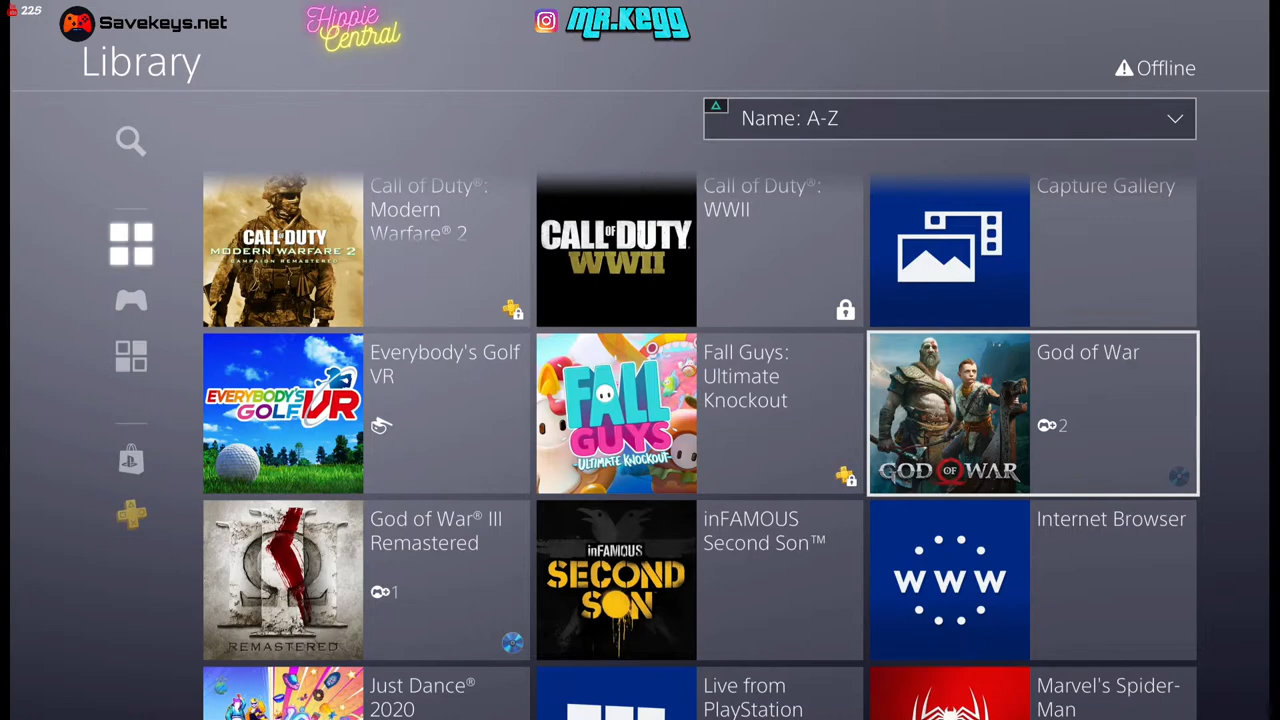 225
Savekeys.net
Hippie
Central
MR.KEGG
Library
Offline
Name: A-Z
CALL OF DUTY
MODERN WARFARE 2
CAMPAIGN REMASTERED
Call of Duty®:
Modern
Warfare® 2
CALL OF DUTY
WWII
Call of Duty®:
WWII
Capture Gallery
EVERYBODY'S
GOLF VR
Everybody's Golf
VR
FALL
GUYS
ULTIMATE KNOCKOUT
Fall Guys:
Ultimate
Knockout
GOD OF WAR
God of War
2
REMASTERED
God of War® III
Remastered
1
inFAMOUS
SECOND
SON
inFAMOUS
Second Son™
WWW
Internet Browser
Just Dance®
2020
Live from
PlayStation
Marvel's Spider-
Man